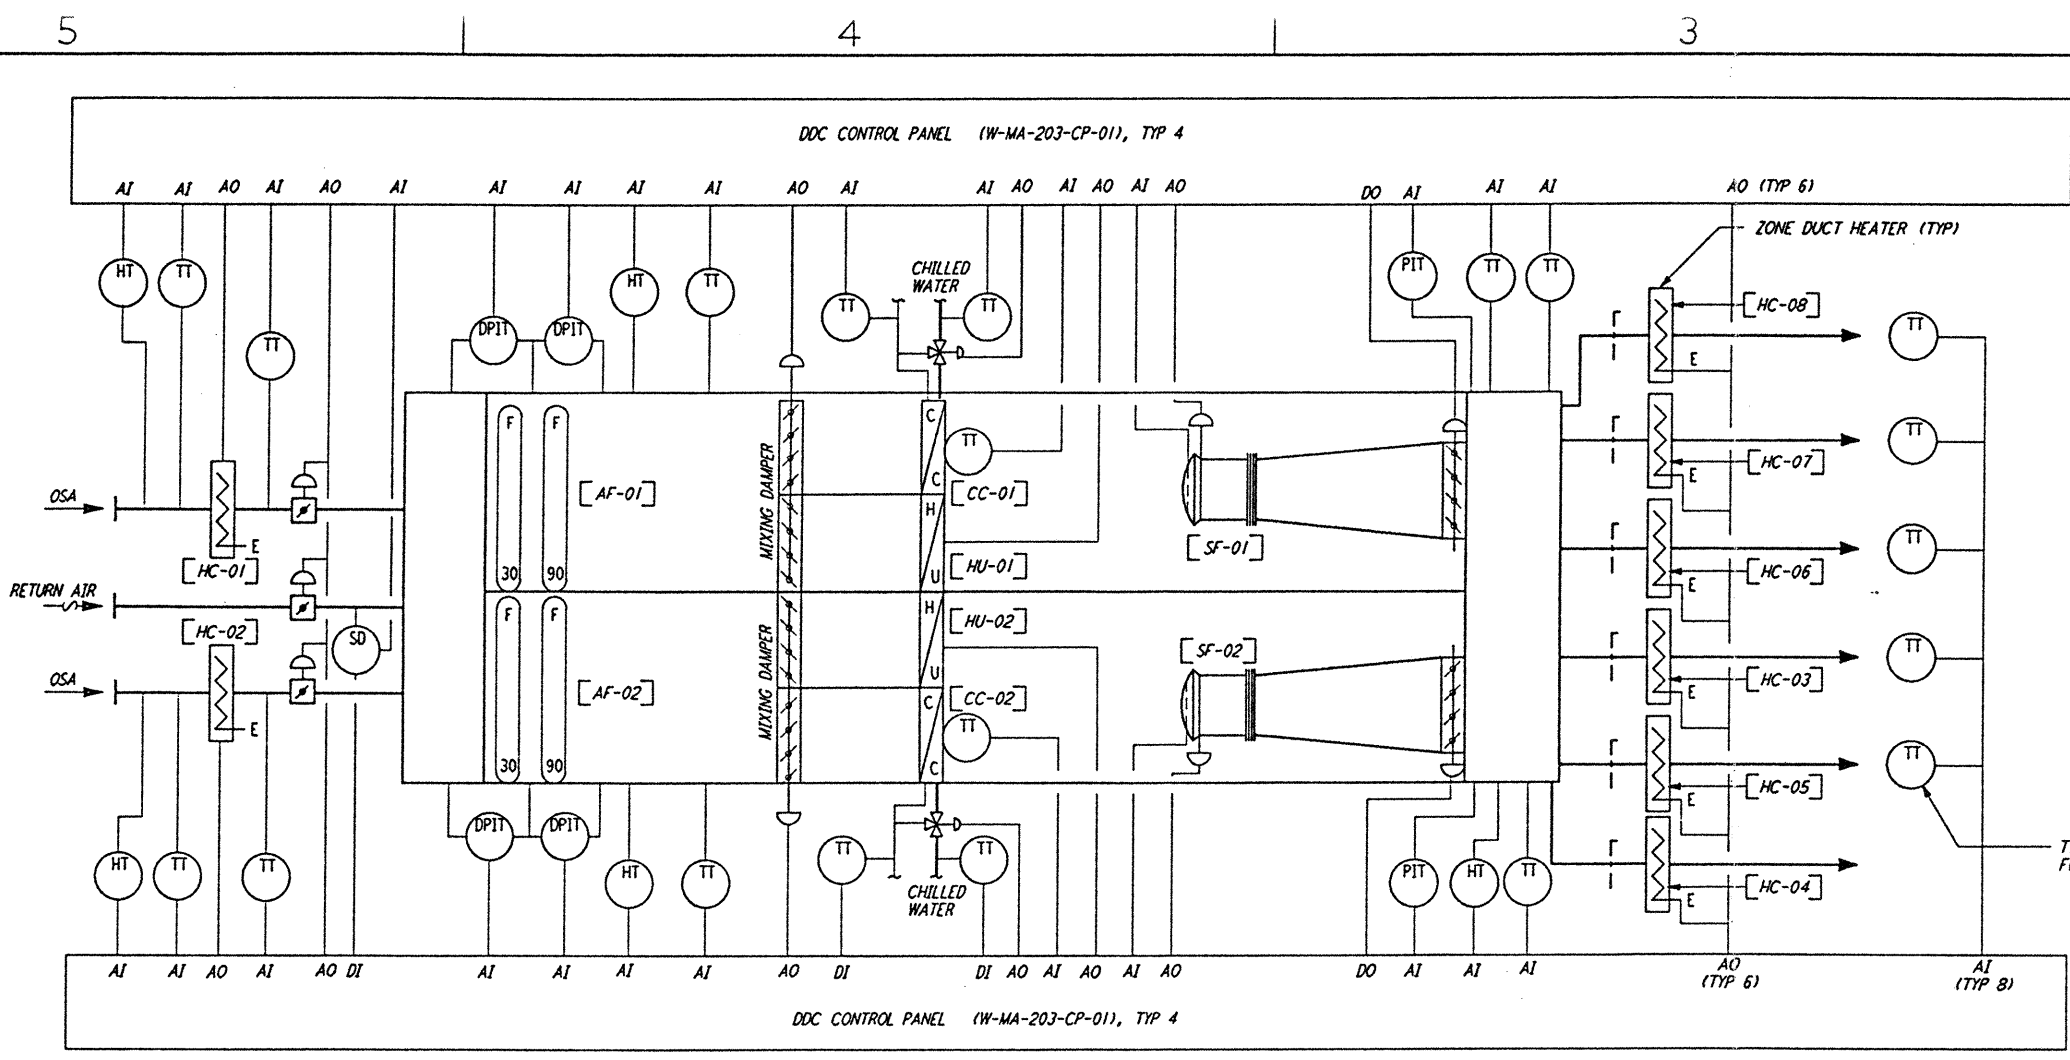 5 4 3
DDC CONTROL PANEL (W-MA-203-CP-01), TYP 4
AI AI AO AI AO AI AI AI AI AI AO AI AI AO AI AO AI AO DO AI AI AI AO (TYP 6)
ZONE DUCT HEATER (TYP)
HT TT TT DPIT DPIT HT TT TT CHILLED WATER TT PIT TT TT
[HC-08] TT
E
F F C TT TT
[HC-07]
E
MIXING DAMPER
OSA [AF-01] C [CC-01]
H
E [SF-01] TT
[HC-01] 30 90 U [HU-01] [HC-06]
E
RETURN AIR
[HC-02] SD F F H [HU-02]
MIXING DAMPER
[SF-02] TT
OSA [AF-02] U [HC-03]
E
C [CC-02]
E TT
30 90 C TT
[HC-05]
E
DPIT DPIT
HT TT TT HT TT TT TT PIT HT TT
CHILLED
WATER
[HC-04]
E
T
F
AI AI AO AI AO DI AI AI AI AI AO DI DI AO AI AO AI AO DO AI AI AI AO
(TYP 6)
AI
(TYP 8)
DDC CONTROL PANEL (W-MA-203-CP-01), TYP 4